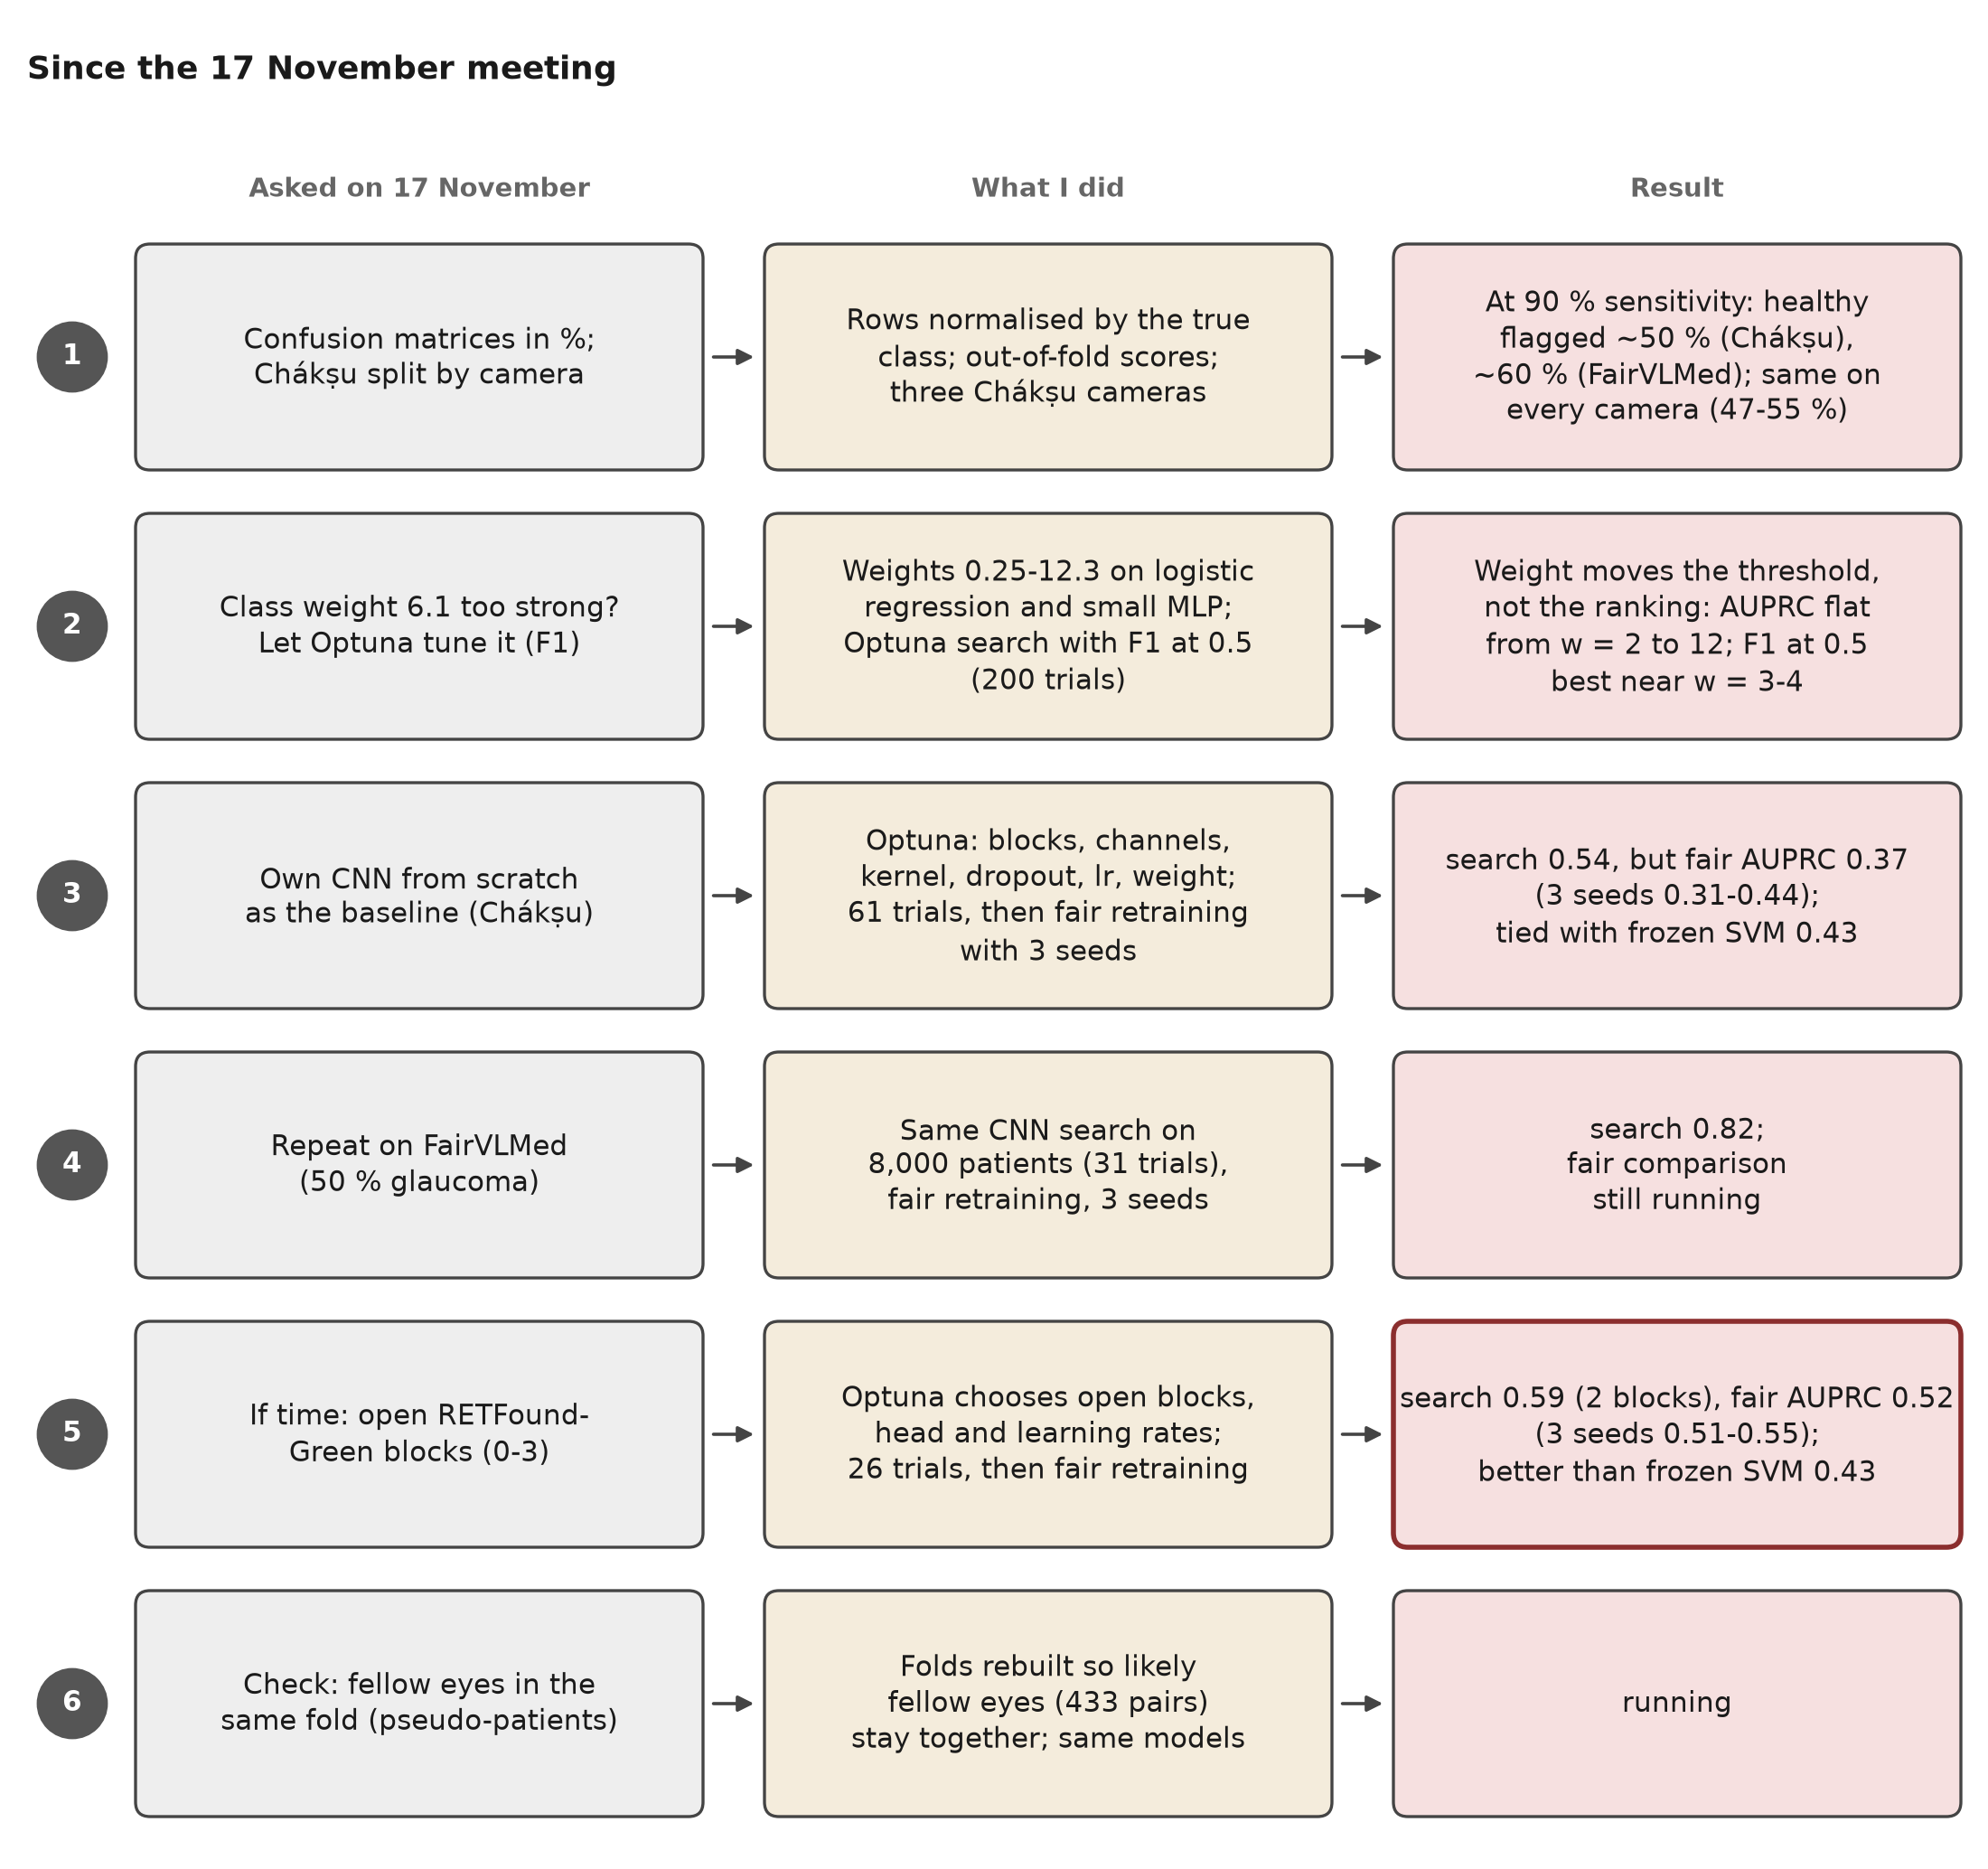 Since the 17 November meeting
Asked on 17 November
What I did
Result
1
Confusion matrices in %;
Chákṣu split by camera
Rows normalised by the true
class; out-of-fold scores;
three Chákṣu cameras
At 90 % sensitivity: healthy
flagged ~50 % (Chákṣu),
~60 % (FairVLMed); same on
every camera (47-55 %)
2
Class weight 6.1 too strong?
Let Optuna tune it (F1)
Weights 0.25-12.3 on logistic
regression and small MLP;
Optuna search with F1 at 0.5
(200 trials)
Weight moves the threshold,
not the ranking: AUPRC flat
from w = 2 to 12; F1 at 0.5
best near w = 3-4
3
Own CNN from scratch
as the baseline (Chákṣu)
Optuna: blocks, channels,
kernel, dropout, lr, weight;
61 trials, then fair retraining
with 3 seeds
search 0.54, but fair AUPRC 0.37
(3 seeds 0.31-0.44);
tied with frozen SVM 0.43
4
Repeat on FairVLMed
(50 % glaucoma)
Same CNN search on
8,000 patients (31 trials),
fair retraining, 3 seeds
search 0.82;
fair comparison
still running
5
If time: open RETFound-
Green blocks (0-3)
Optuna chooses open blocks,
head and learning rates;
26 trials, then fair retraining
search 0.59 (2 blocks), fair AUPRC 0.52
(3 seeds 0.51-0.55);
better than frozen SVM 0.43
6
Check: fellow eyes in the
same fold (pseudo-patients)
Folds rebuilt so likely
fellow eyes (433 pairs)
stay together; same models
running